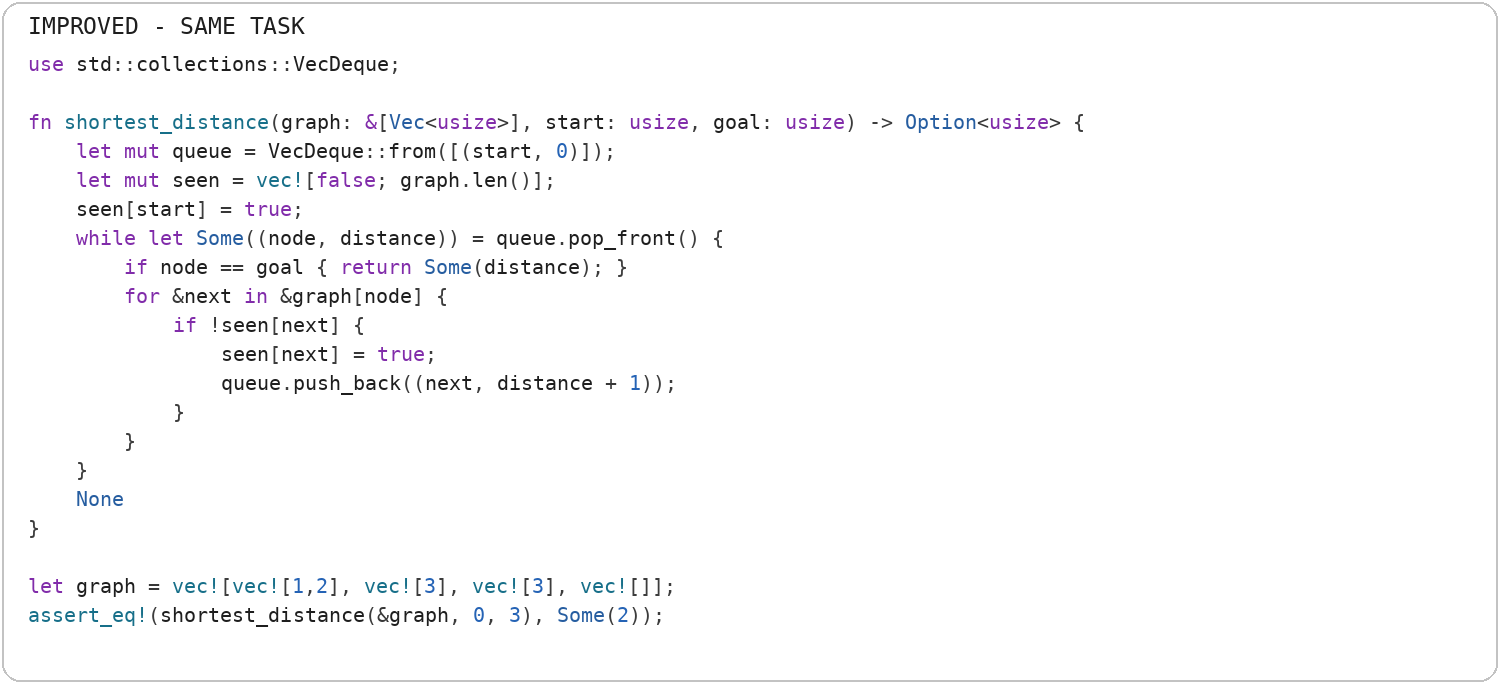 IMPROVED - SAME TASK
use std::collections::VecDeque;
fn shortest_distance(graph: &[Vec<usize>], start: usize, goal: usize) -> Option<usize> {
    let mut queue = VecDeque::from([(start, 0)]);
    let mut seen = vec![false; graph.len()];
    seen[start] = true;
    while let Some((node, distance)) = queue.pop_front() {
        if node == goal { return Some(distance); }
        for &next in &graph[node] {
            if !seen[next] {
                seen[next] = true;
                queue.push_back((next, distance + 1));
            }
        }
    }
    None
}
let graph = vec![vec![1,2], vec![3], vec![3], vec![]];
assert_eq!(shortest_distance(&graph, 0, 3), Some(2));